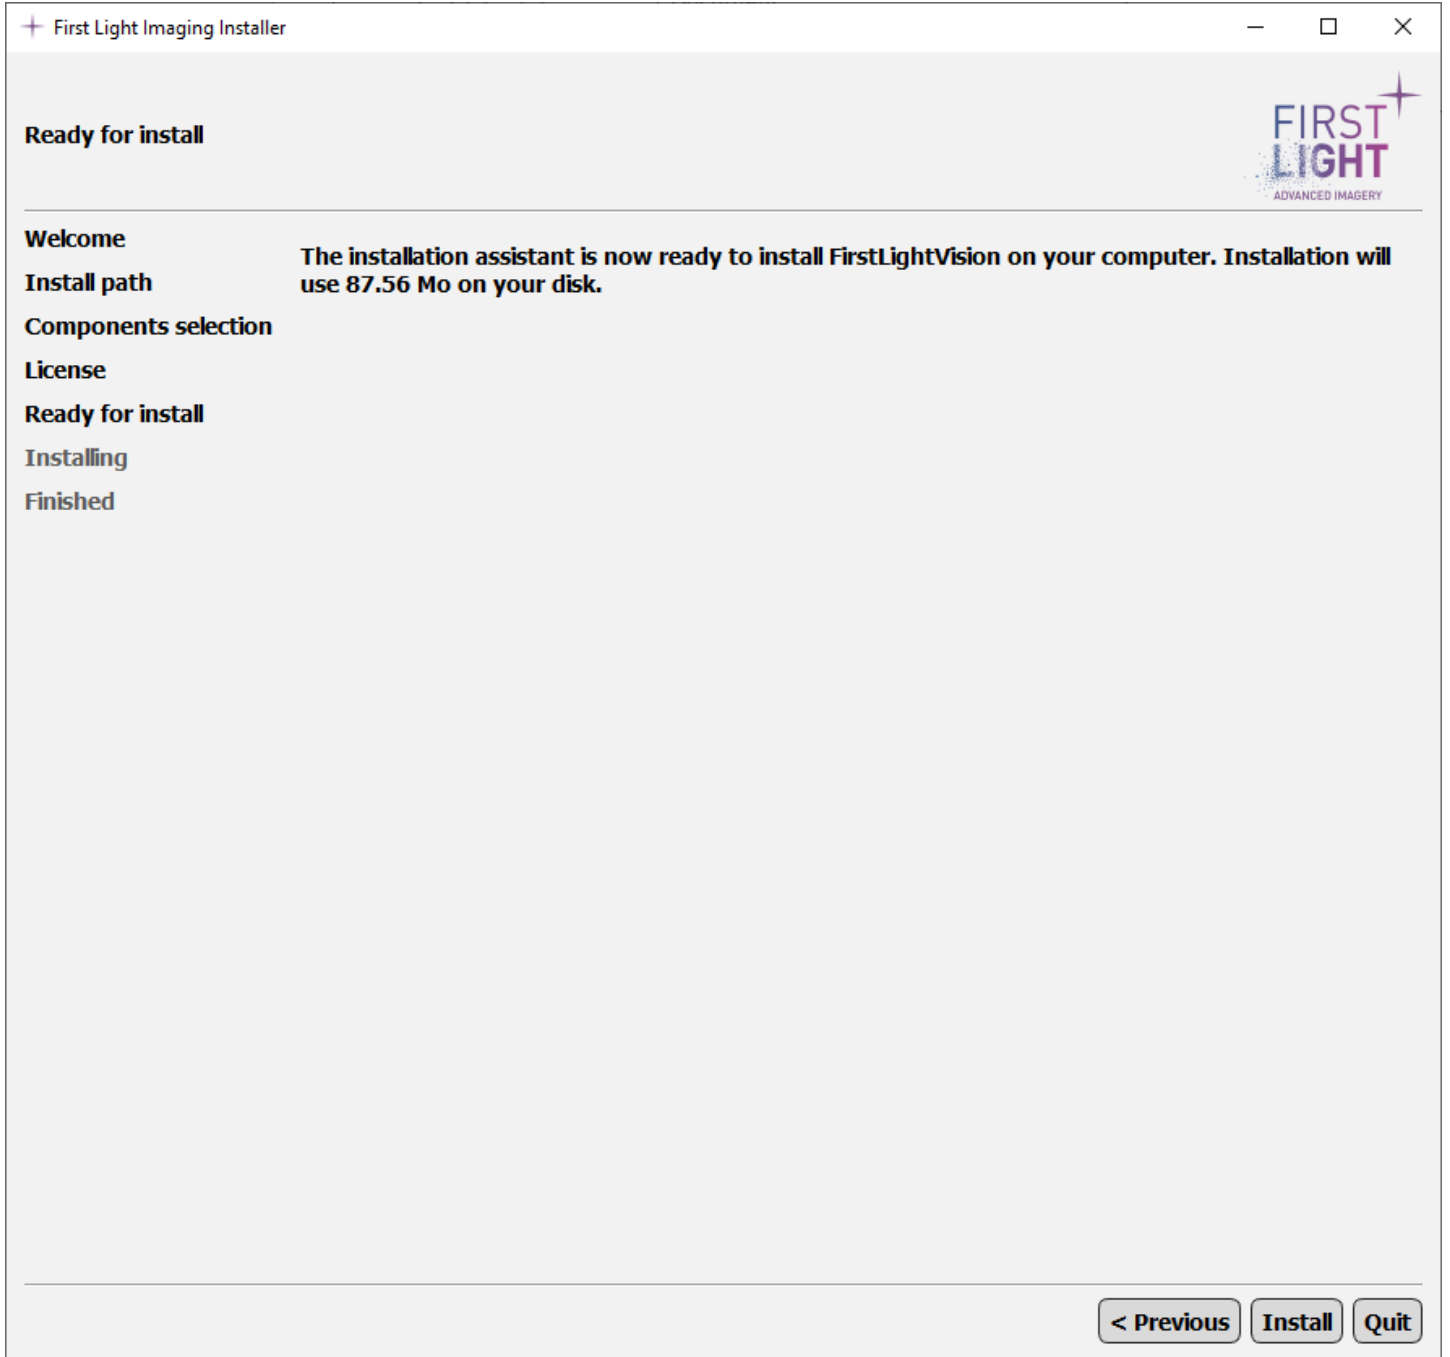 First Light Imaging Installer
FIRST
LIGHT
ADVANCED IMAGERY
Ready for install
Welcome
Install path
Components selection
License
Ready for install
Installing
Finished
The installation assistant is now ready to install FirstLightVision on your computer. Installation will
use 87.56 Mo on your disk.
< Previous
Install
Quit